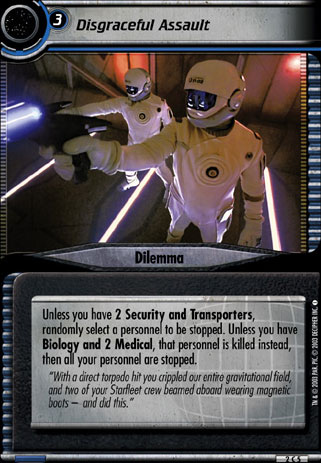 3
Disgraceful Assault
Dilemma
Unless you have 2 Security and Transporters,
randomly select a personnel to be stopped. Unless you have
Biology and 2 Medical, that personnel is killed instead,
then all your personnel are stopped.
“With a direct torpedo hit you crippled our entire gravitational field,
and two of your Starfleet crew beamed aboard wearing magnetic
boots – and did this.”
TM & © 2003 PAR. PIC. © 2003 DECIPHER INC.
2 C 5